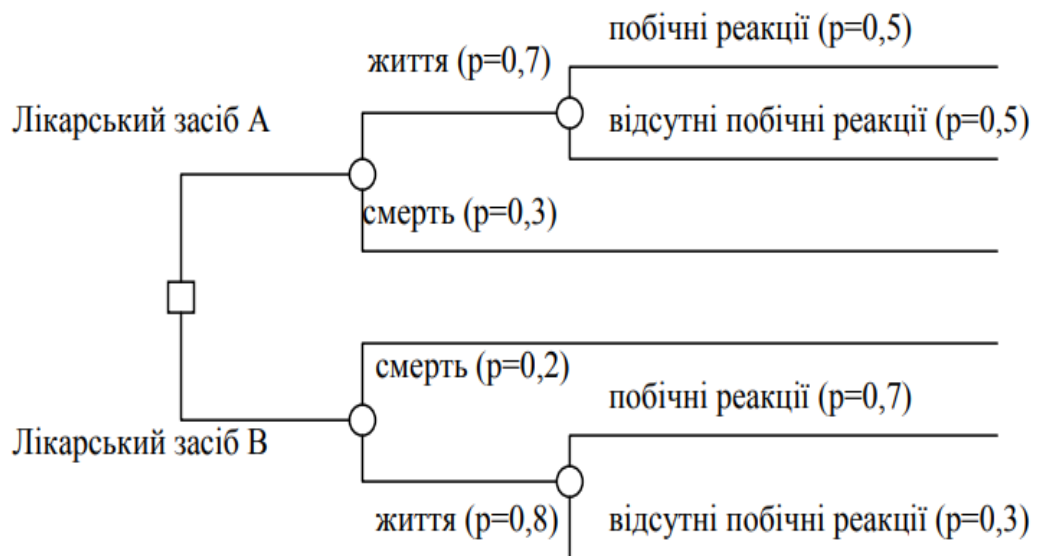 побічні реакції (p=0,5)
життя (p=0,7)
Лікарський засіб А
відсутні побічні реакції (p=0,5)
смерть (p=0,3)
смерть (p=0,2)
побічні реакції (p=0,7)
Лікарський засіб В
життя (p=0,8)
відсутні побічні реакції (p=0,3)